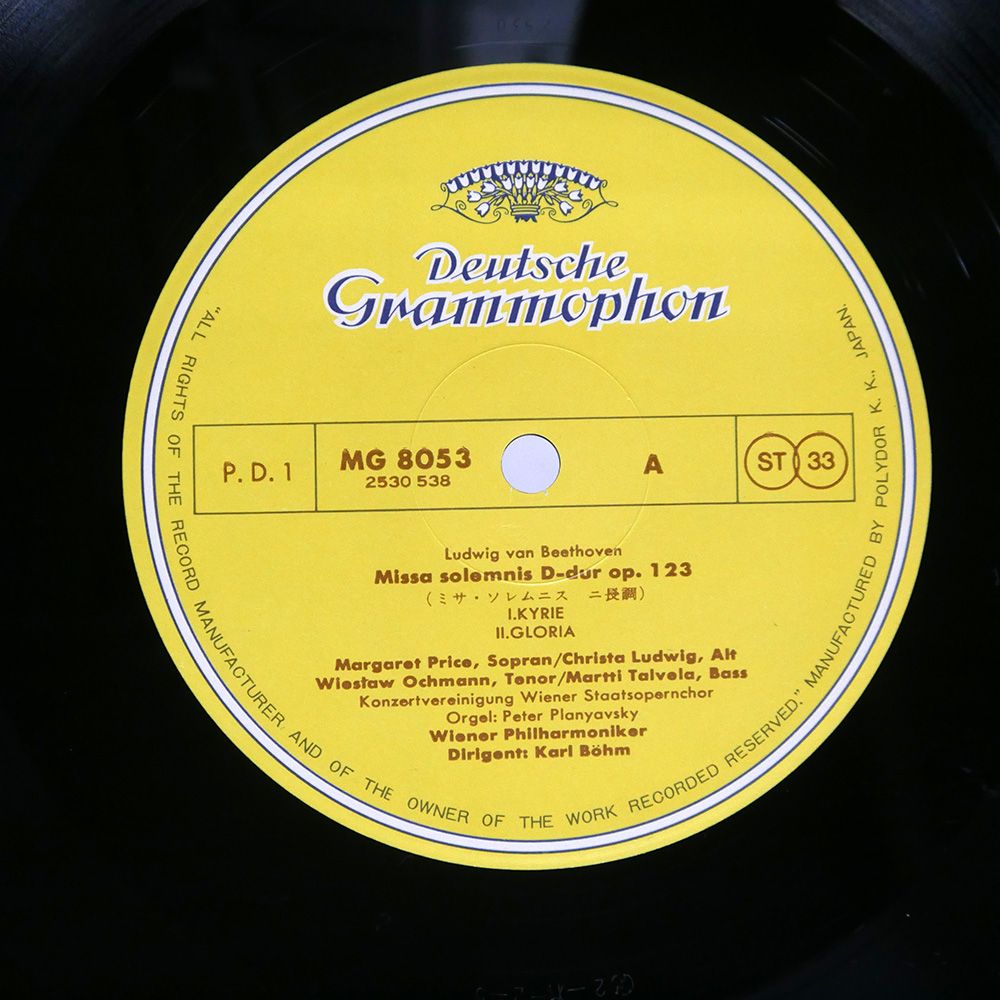 Deutsche
Grammophon
P. D. 1
MG 8053
2530 538
A
ST 33
Ludwig van Beethoven
Missa solemnis D-dur op. 123
(ミサ・ソレムニス ニ長調)
I.KYRIE
II.GLORIA
Margaret Price, Sopran/Christa Ludwig, Alt
Wiesław Ochmann, Tenor/Martti Talvela, Bass
Konzertvereinigung Wiener Staatsopernchor
Orgel: Peter Planyavsky
Wiener Philharmoniker
Dirigent: Karl Böhm
"ALL RIGHTS OF THE RECORD MANUFACTURER AND OF THE OWNER OF THE WORK RECORDED RESERVED." MANUFACTURED BY POLYDOR K. K., JAPAN.